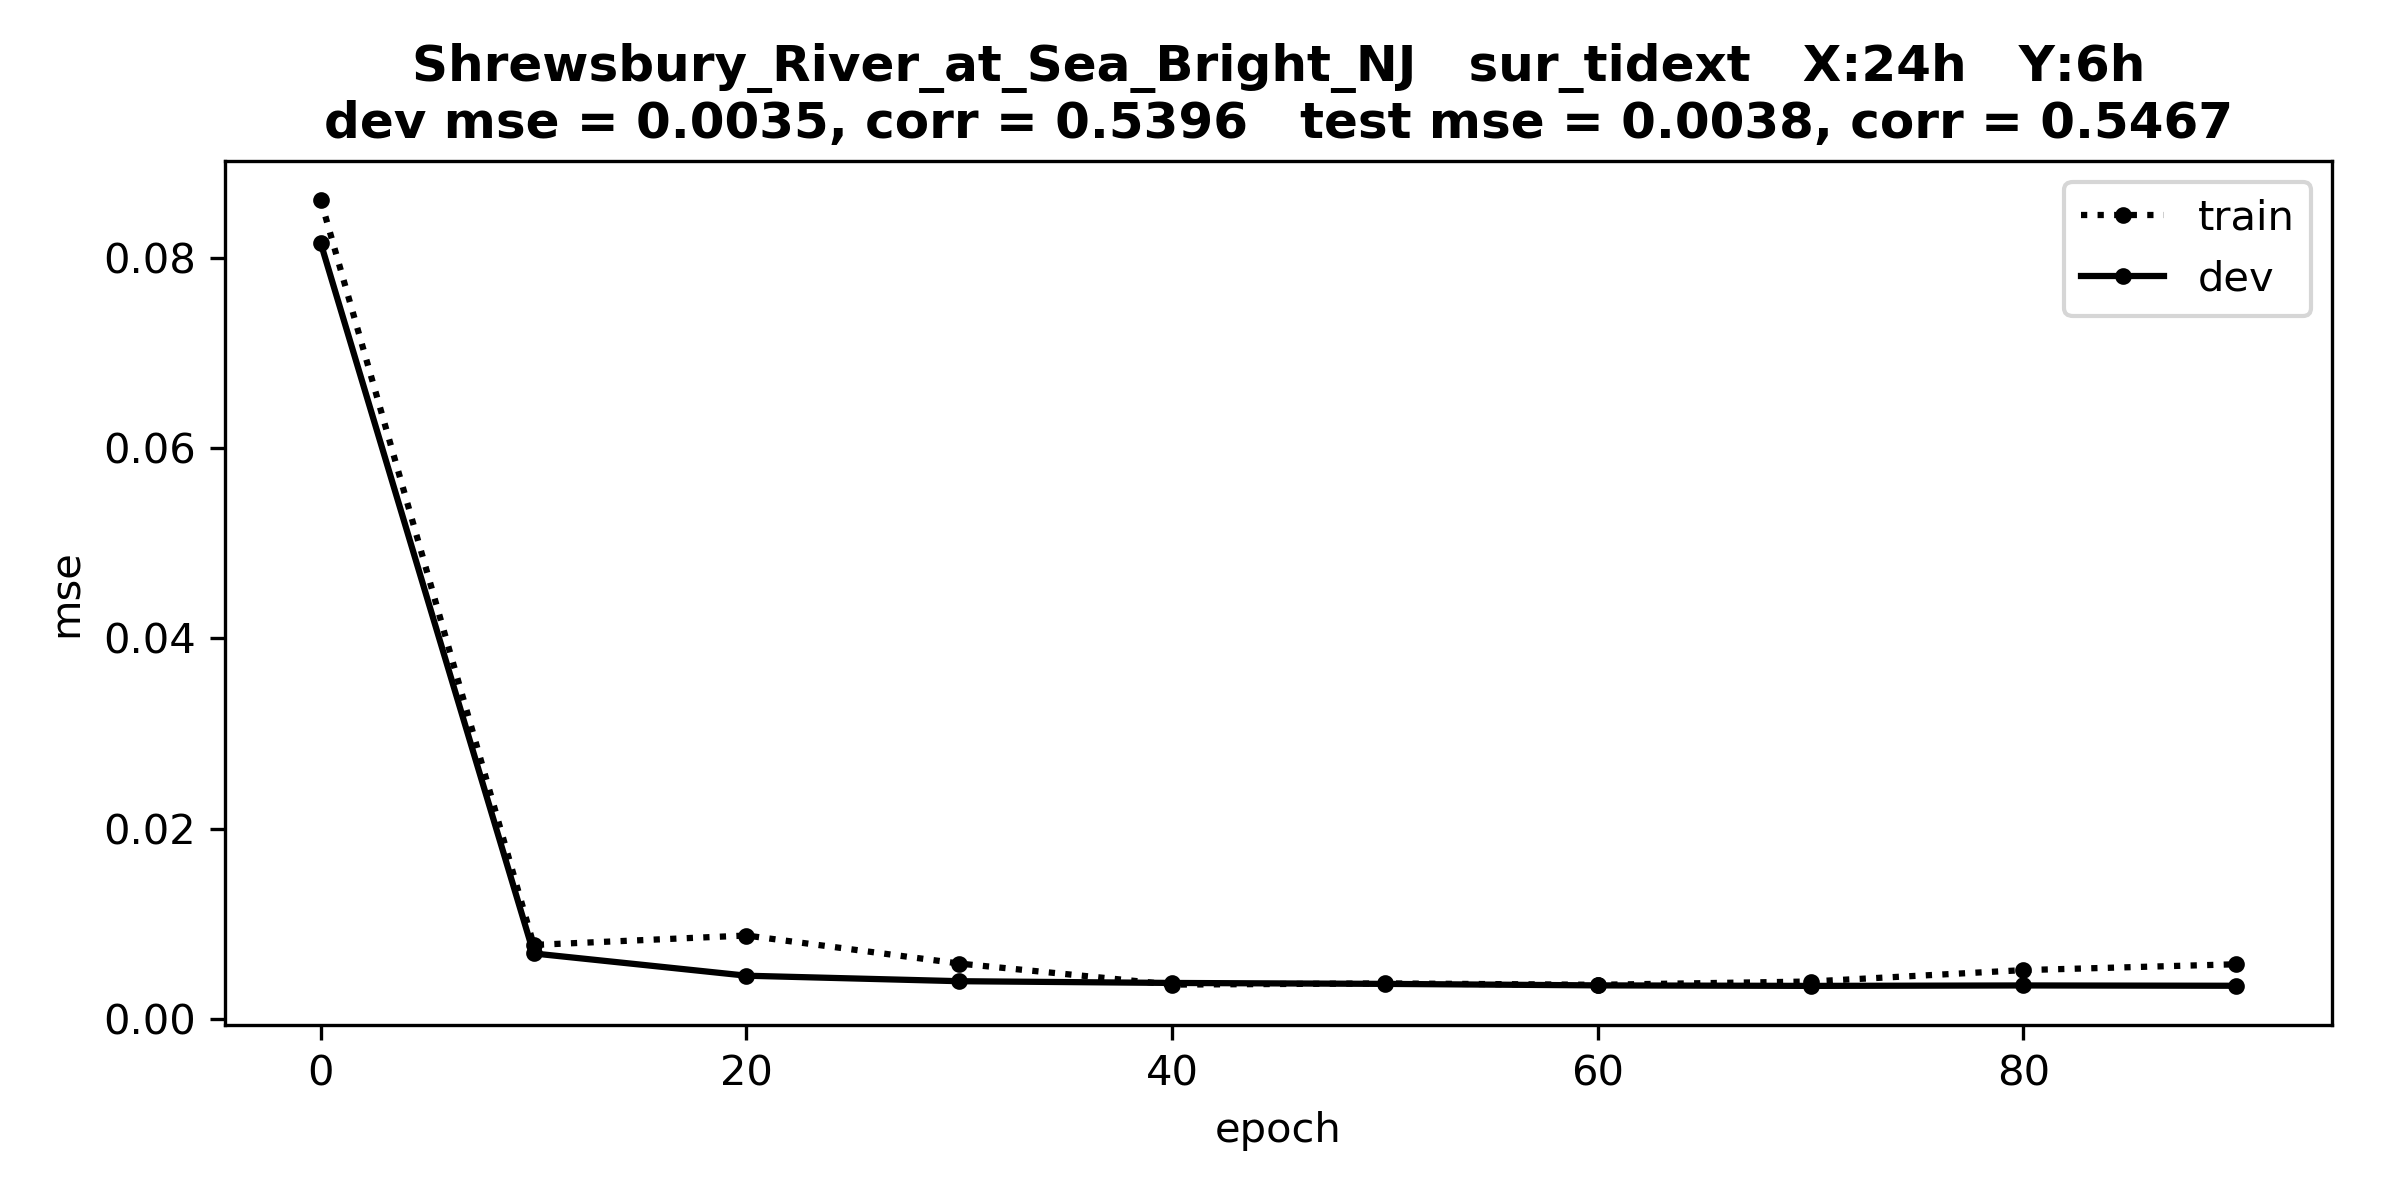 Shrewsbury_River_at_Sea_Bright_NJ   sur_tidext   X:24h   Y:6h
dev mse = 0.0035, corr = 0.5396   test mse = 0.0038, corr = 0.5467
train
dev
0.08
0.06
0.04
0.02
0.00
mse
0 20 40 60 80
epoch